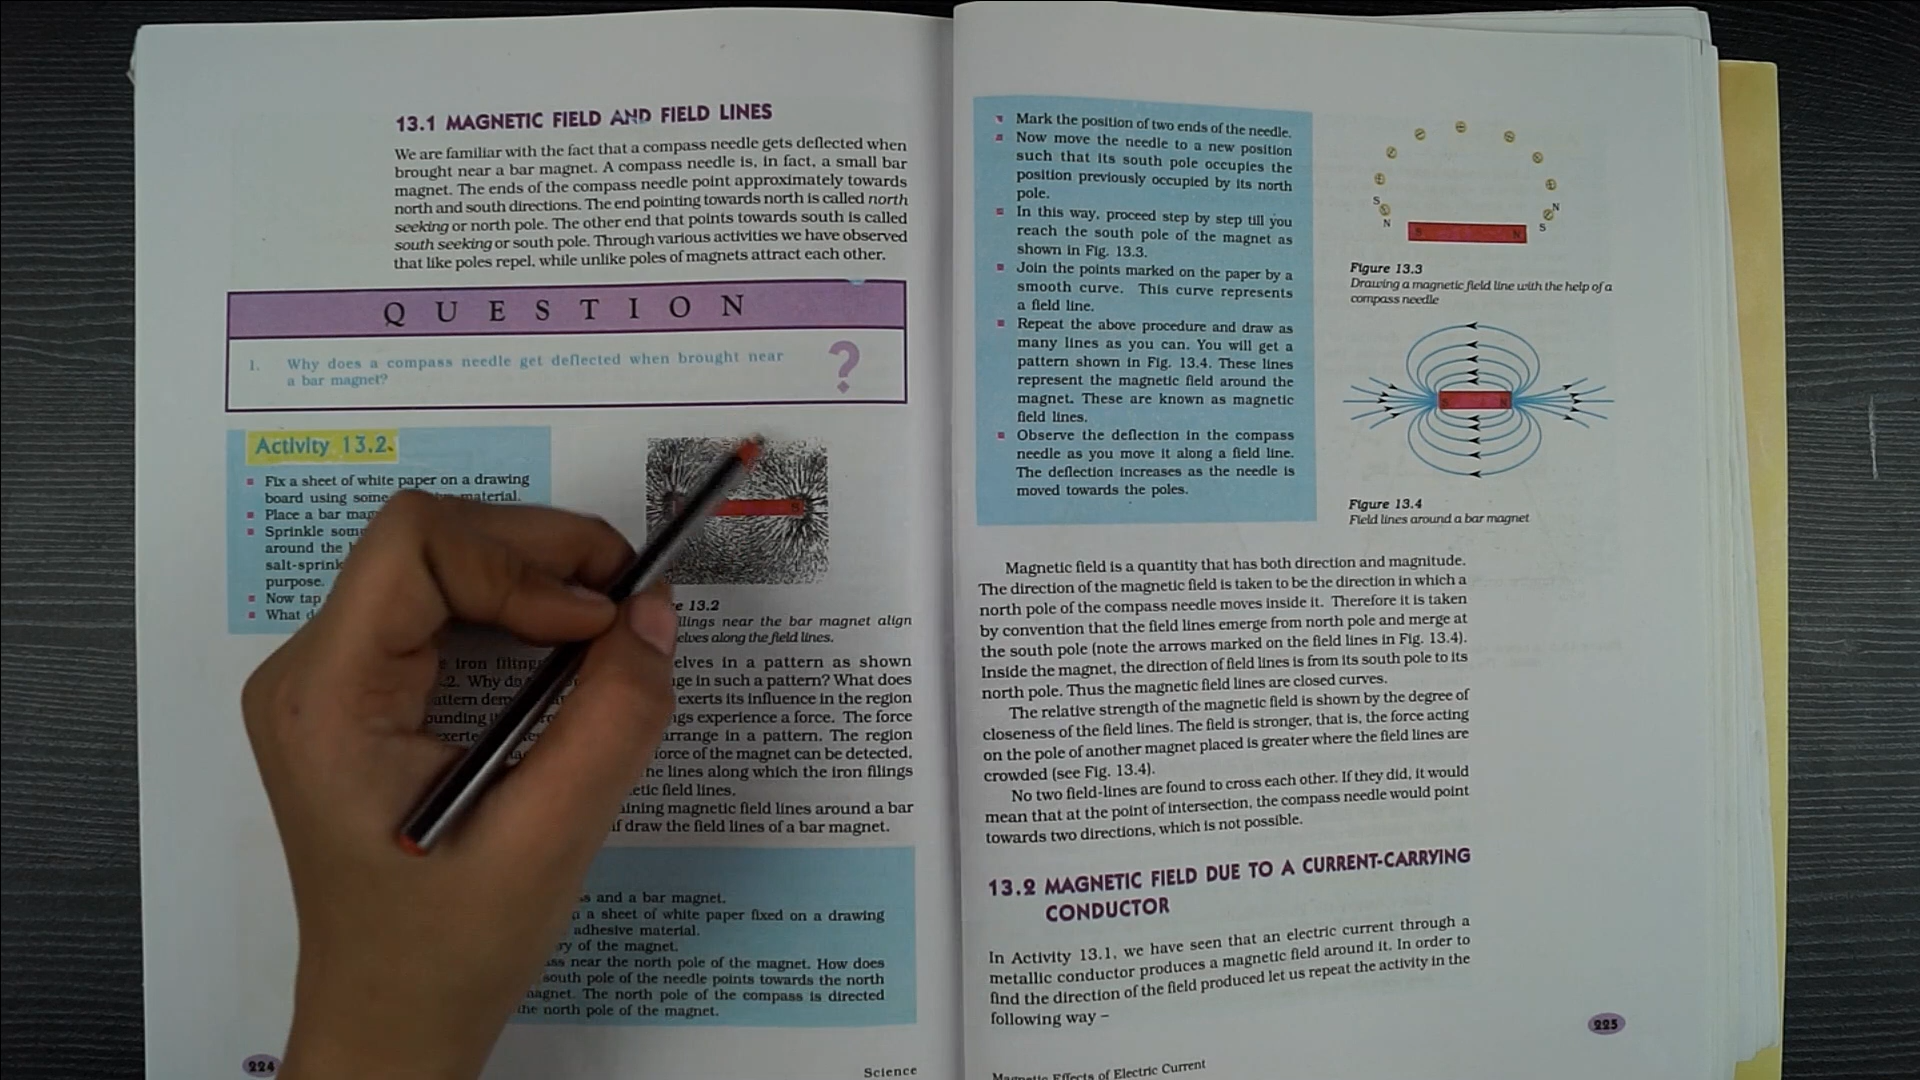 13.1 MAGNETIC FIELD AND FIELD LINES
We are familiar with the fact that a compass needle gets deflected when
brought near a bar magnet. A compass needle is, in fact, a small bar
magnet. The ends of the compass needle point approximately towards
north and south directions. The end pointing towards north is called north
seeking or north pole. The other end that points towards south is called
south seeking or south pole. Through various activities we have observed
that like poles repel, while unlike poles of magnets attract each other.
QUESTION
1. Why does a compass needle get deflected when brought near
a bar magnet?
?
Activity 13.2
Fix a sheet of white paper on a drawing
board using some material.
Place a bar
Sprinkle some
around the
salt-sprink
purpose.
Now tap
What
S
13.2
lings near the bar magnet align
elves along the field lines.
iron filings elves in a pattern as shown
2. Why do in such a pattern? What does
attern exerts its influence in the region
ounding gs experience a force. The force
exerte arrange in a pattern. The region
force of the magnet can be detected,
lines along which the iron filings
etic field lines.
aining magnetic field lines around a bar
draw the field lines of a bar magnet.
and a bar magnet.
a sheet of white paper fixed on a drawing
adhesive material.
ry of the magnet.
ss near the north pole of the magnet. How does
south pole of the needle points towards the north
agnet. The north pole of the compass is directed
the north pole of the magnet.
224
Science
Mark the position of two ends of the needle.
Now move the needle to a new position
such that its south pole occupies the
position previously occupied by its north
pole.
In this way, proceed step by step till you
reach the south pole of the magnet as
shown in Fig. 13.3.
Join the points marked on the paper by a
smooth curve. This curve represents
a field line.
Repeat the above procedure and draw as
many lines as you can. You will get a
pattern shown in Fig. 13.4. These lines
represent the magnetic field around the
magnet. These are known as magnetic
field lines.
Observe the deflection in the compass
needle as you move it along a field line.
The deflection increases as the needle is
moved towards the poles.
S N
N S
S N
Figure 13.3
Drawing a magnetic field line with the help of a
compass needle
S N
Figure 13.4
Field lines around a bar magnet
Magnetic field is a quantity that has both direction and magnitude.
The direction of the magnetic field is taken to be the direction in which a
north pole of the compass needle moves inside it. Therefore it is taken
by convention that the field lines emerge from north pole and merge at
the south pole (note the arrows marked on the field lines in Fig. 13.4).
Inside the magnet, the direction of field lines is from its south pole to its
north pole. Thus the magnetic field lines are closed curves.
The relative strength of the magnetic field is shown by the degree of
closeness of the field lines. The field is stronger, that is, the force acting
on the pole of another magnet placed is greater where the field lines are
crowded (see Fig. 13.4).
No two field-lines are found to cross each other. If they did, it would
mean that at the point of intersection, the compass needle would point
towards two directions, which is not possible.
13.2 MAGNETIC FIELD DUE TO A CURRENT-CARRYING
CONDUCTOR
In Activity 13.1, we have seen that an electric current through a
metallic conductor produces a magnetic field around it. In order to
find the direction of the field produced let us repeat the activity in the
following way –
225
Magnetic Effects of Electric Current